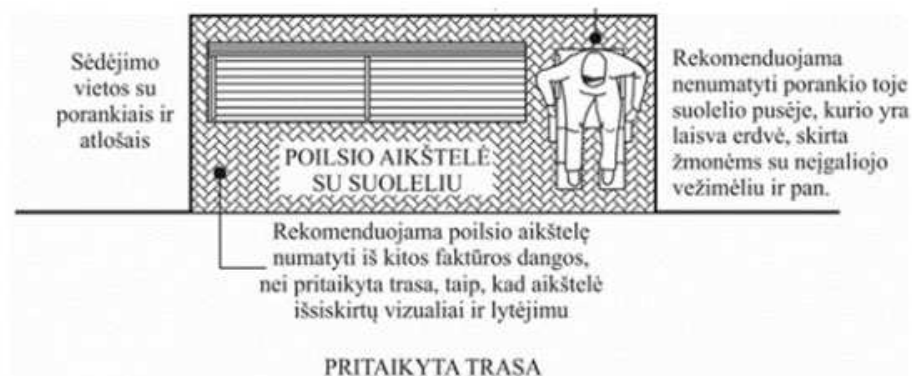 Sėdėjimo
vietos su
porankiais ir
atlošais
POILSIO AIKŠTELĖ
SU SUOLELIU
Rekomenduojama
nenumatyti porankio toje
suolelio pusėje, kurio yra
laisva erdvė, skirta
žmonėms su neįgaliojo
vežimėliu ir pan.
Rekomenduojama poilsio aikštelę
numatyti iš kitos faktūros dangos,
nei pritaikyta trasa, taip, kad aikštelė
išsiskirtų vizualiai ir lytėjimu
PRITAIKYTA TRASA